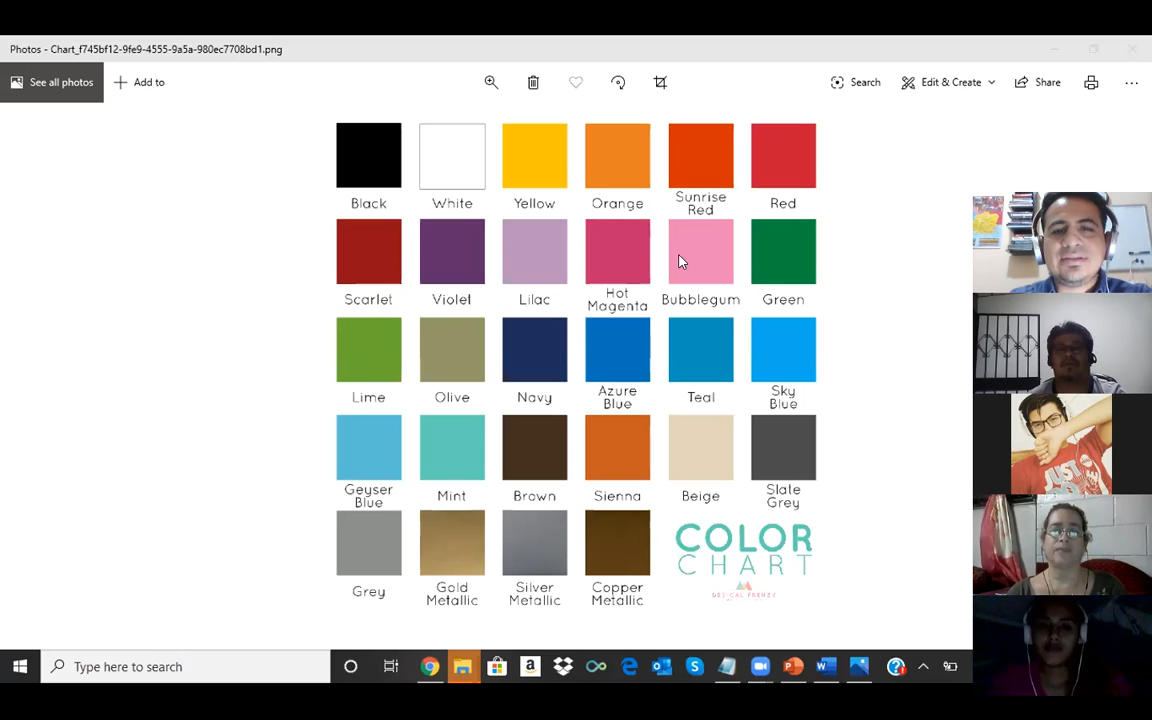 Photos - Chart_f745bf12-9fe9-4555-9a5a-980ec7708bd1.png
See all photos
Add to
Search
Edit & Create
Share
Black
White
Yellow
Orange
Sunrise
Red
Red
Scarlet
Violet
Lilac
Hot
Magenta
Bubblegum
Green
Lime
Olive
Navy
Azure
Blue
Teal
Sky
Blue
Geyser
Blue
Mint
Brown
Sienna
Beige
Slate
Grey
Grey
Gold
Metallic
Silver
Metallic
Copper
Metallic
COLOR
CHART
DESICAL FRENZY
JUST
Type here to search